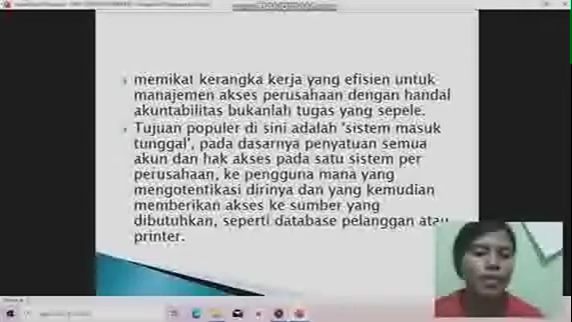 memikat kerangka kerja yang efisien untuk
manajemen akses perusahaan dengan handal
akuntabilitas bukanlah tugas yang sepele.
Tujuan populer di sini adalah 'sistem masuk
tunggal', pada dasarnya penyatuan semua
akun dan hak akses pada satu sistem per
perusahaan, ke pengguna mana yang
mengotentikasi dirinya dan yang kemudian
memberikan akses ke sumber yang
dibutuhkan, seperti database pelanggan atau
printer.